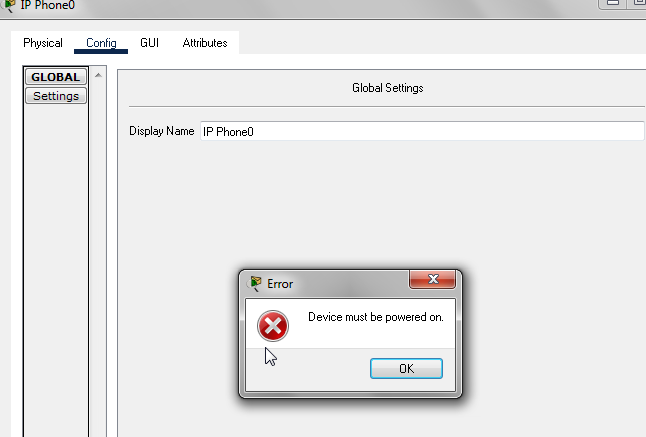 IP Phone0
Physical Config GUI Attributes
GLOBAL
Settings
Global Settings
Display Name IP Phone0
Error
Device must be powered on.
OK